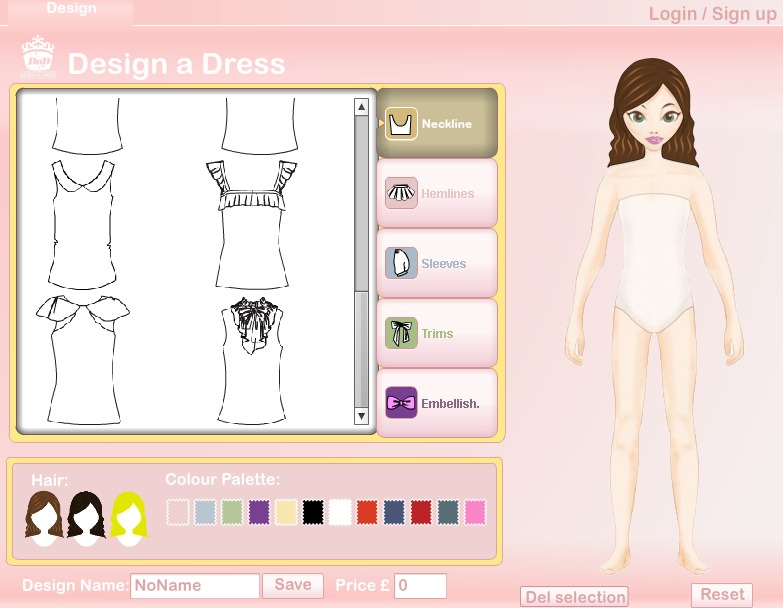 Design
Login / Sign up
DaD
Design a Dress
Neckline
Hemlines
Sleeves
Trims
Embellish.
Hair:
Colour Palette:
Design Name: NoName Save Price £ 0
Del selection
Reset